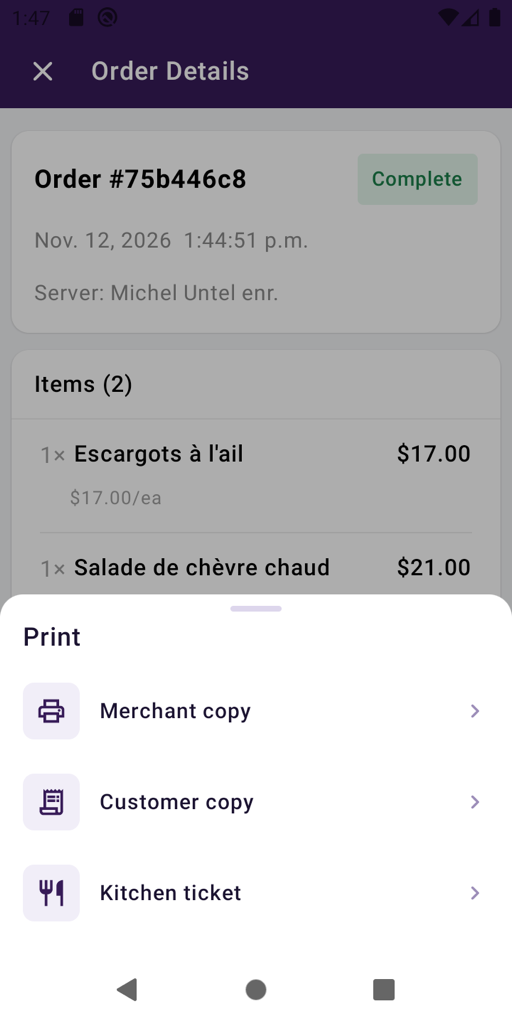 1:47
Order Details
Order #75b446c8
Complete
Nov. 12, 2026  1:44:51 p.m.
Server: Michel Untel enr.
Items (2)
1× Escargots à l'ail $17.00
$17.00/ea
1× Salade de chèvre chaud $21.00
Print
Merchant copy
Customer copy
Kitchen ticket